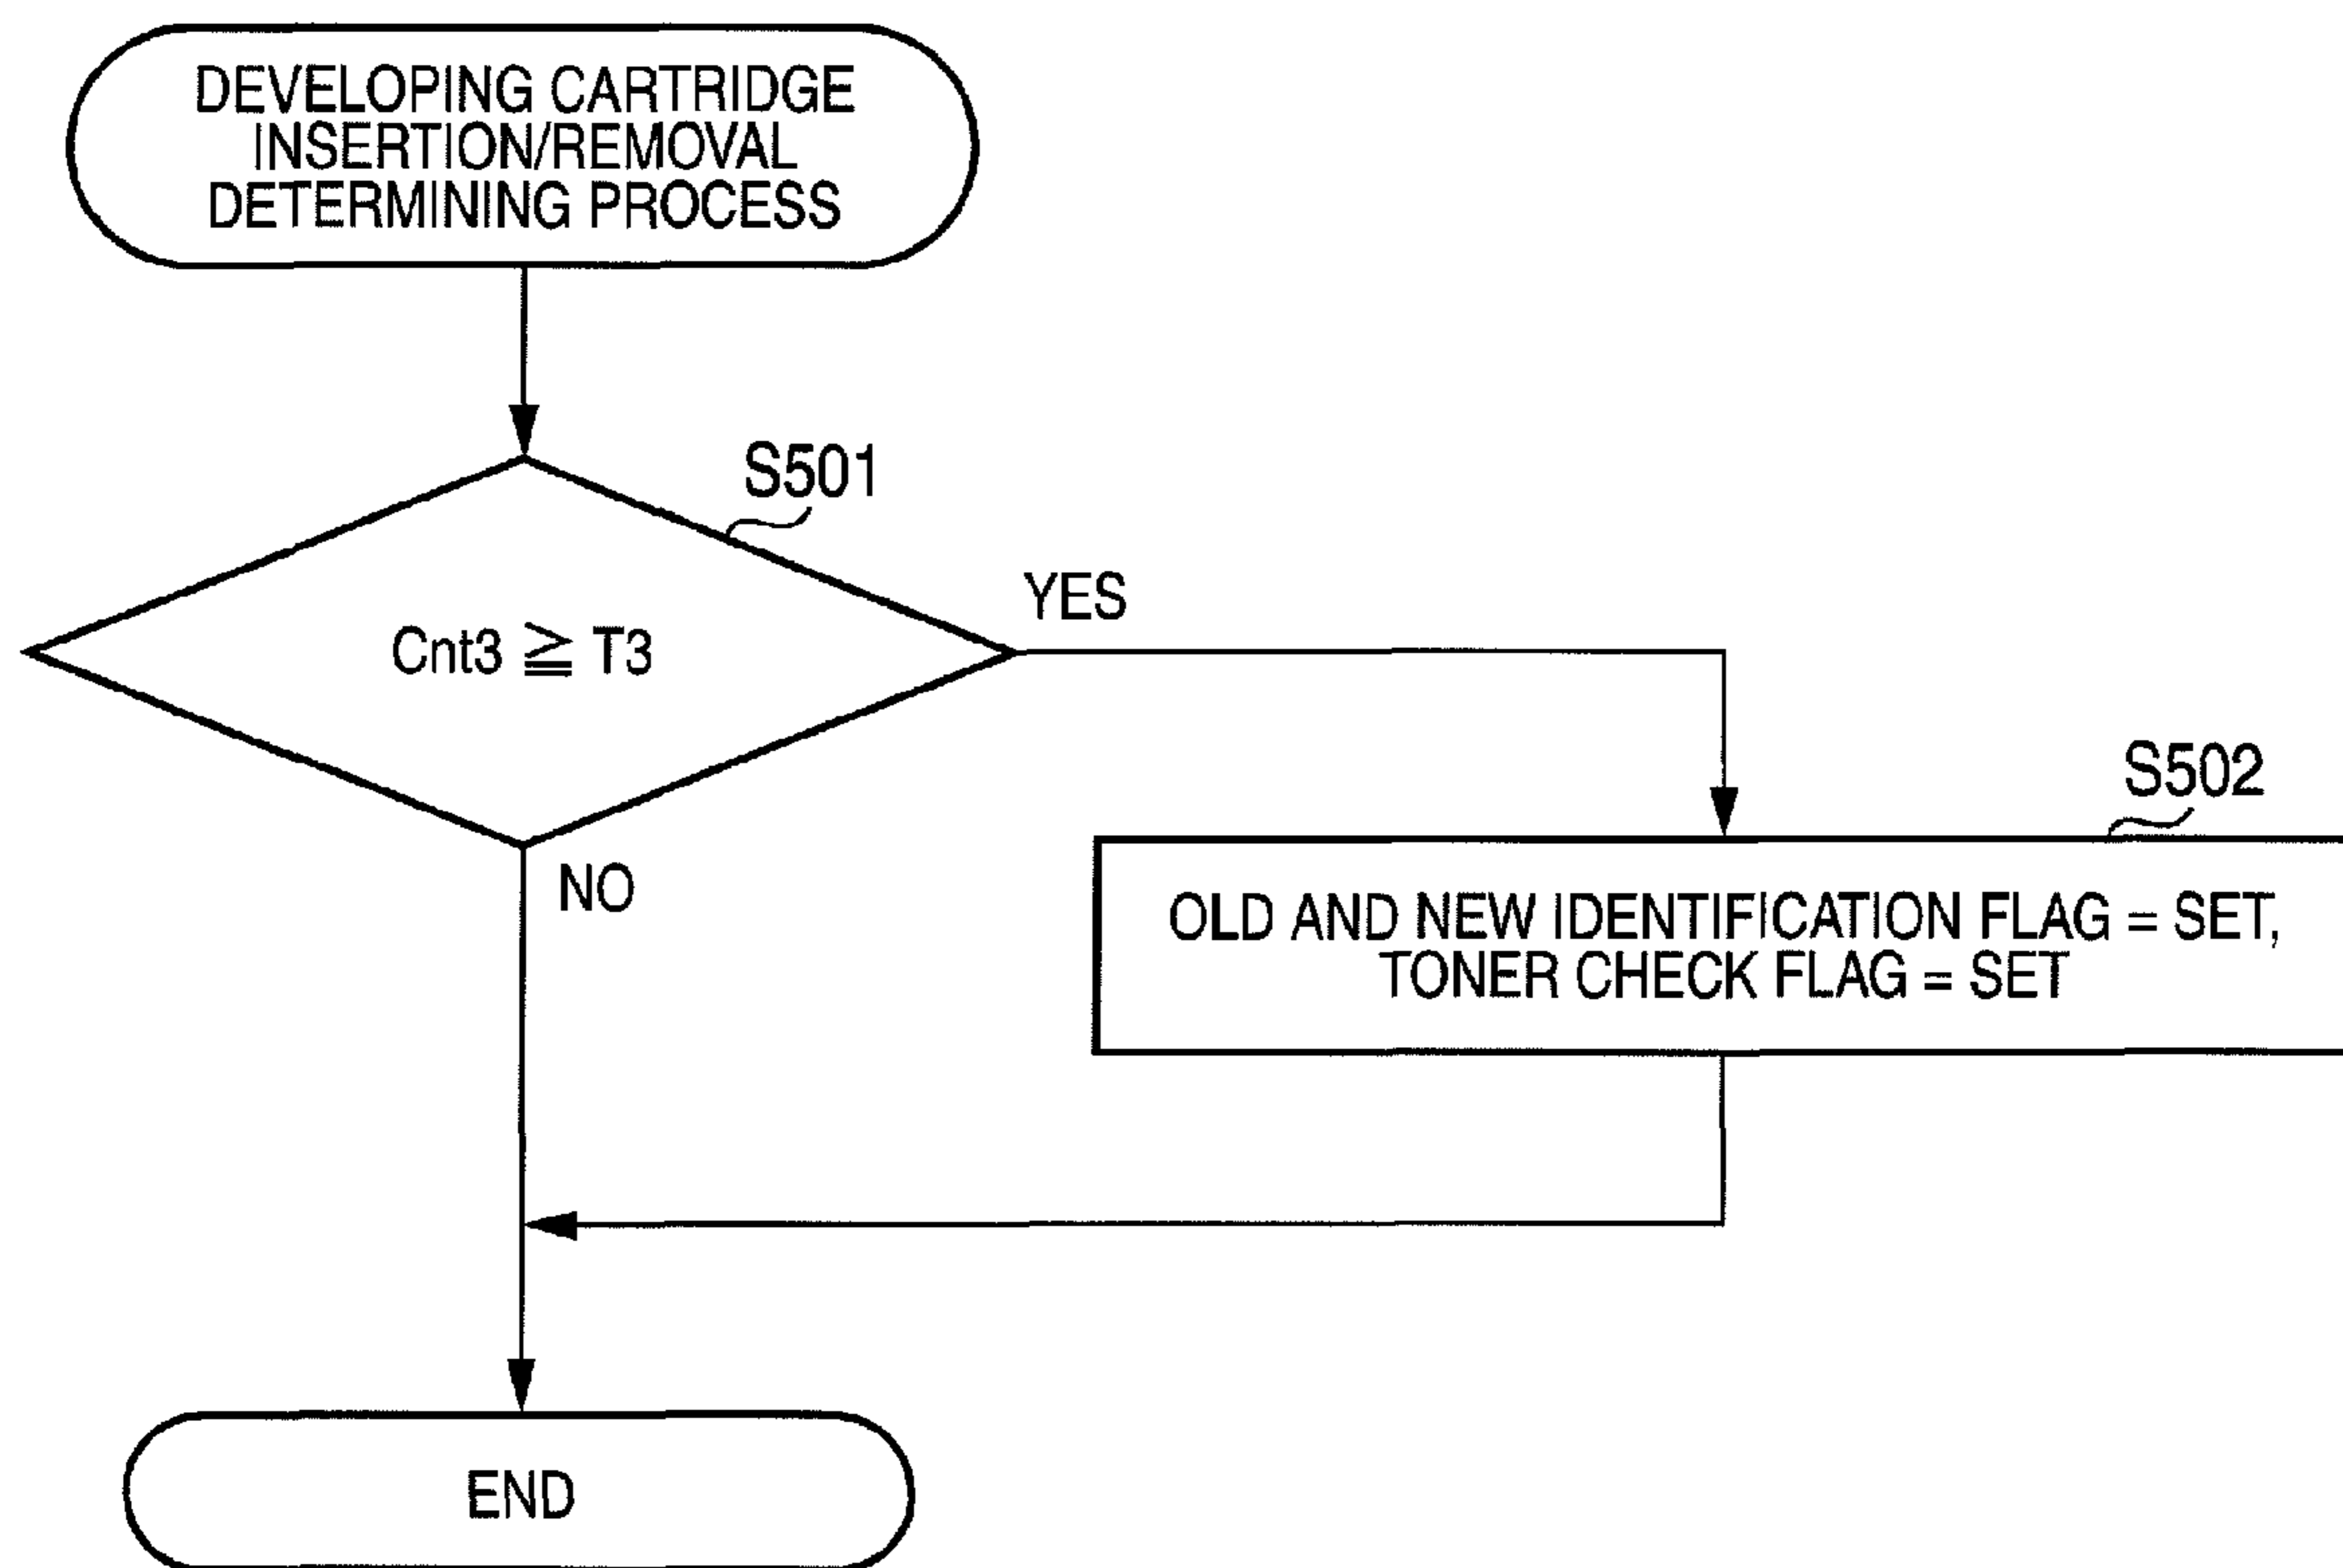 DEVELOPING CARTRIDGE
INSERTION/REMOVAL
DETERMINING PROCESS
S501
Cnt3 ≧ T3
YES
NO
S502
OLD AND NEW IDENTIFICATION FLAG = SET,
TONER CHECK FLAG = SET
END